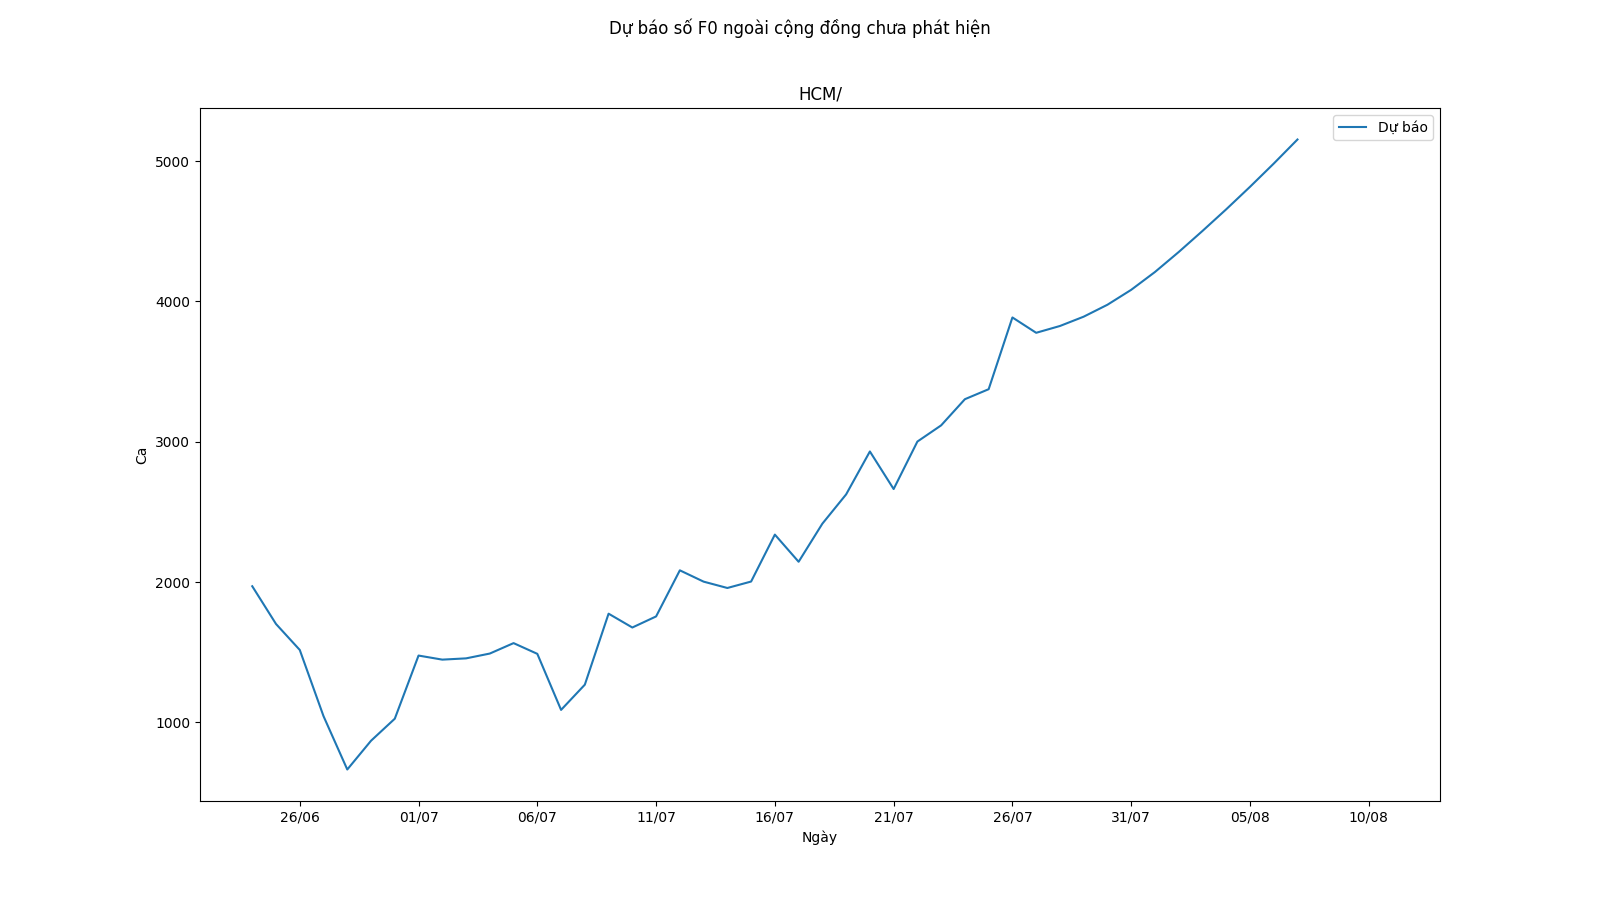 Dự báo số F0 ngoài cộng đồng chưa phát hiện
HCM/
Dự báo
5000
4000
3000
2000
1000
Ca
26/06 01/07 06/07 11/07 16/07 21/07 26/07 31/07 05/08 10/08
Ngày